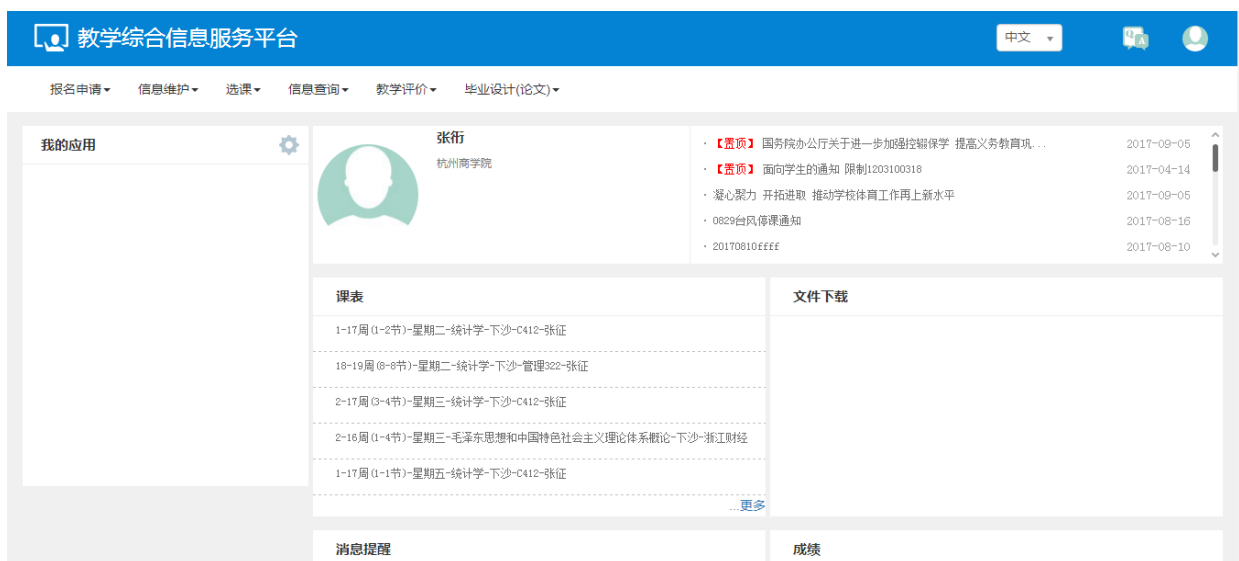 教学综合信息服务平台
中文
报名申请 信息维护 选课 信息查询 教学评价 毕业设计(论文)
我的应用
张衎
杭州商学院
·【置顶】 国务院办公厅关于进一步加强控辍保学 提高义务教育巩... 2017-09-05
·【置顶】 面向学生的通知 限制1203100318 2017-04-14
· 凝心聚力 开拓进取 推动学校体育工作再上新水平 2017-09-05
· 0829台风停课通知 2017-08-16
· 20170810ffff 2017-08-10
课表
1-17周(1-2节)-星期二-统计学-下沙-C412-张征
18-19周(8-8节)-星期二-统计学-下沙-管理322-张征
2-17周(3-4节)-星期三-统计学-下沙-C412-张征
2-16周(1-4节)-星期三-毛泽东思想和中国特色社会主义理论体系概论-下沙-浙江财经
1-17周(1-1节)-星期五-统计学-下沙-C412-张征
...更多
文件下载
消息提醒
成绩